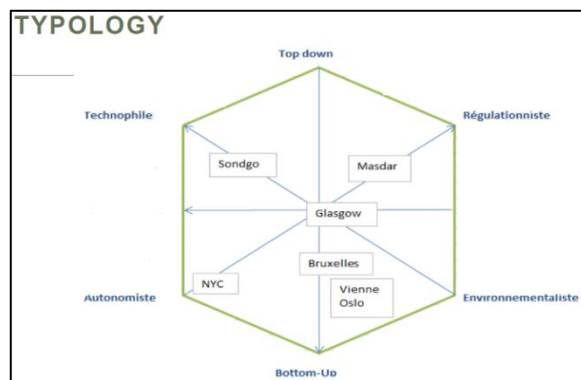 TYPOLOGY
Top down
Technophile
Régulationniste
Sondgo
Masdar
Glasgow
Bruxelles
NYC
Vienne
Oslo
Autonomiste
Environnementaliste
Bottom-Up